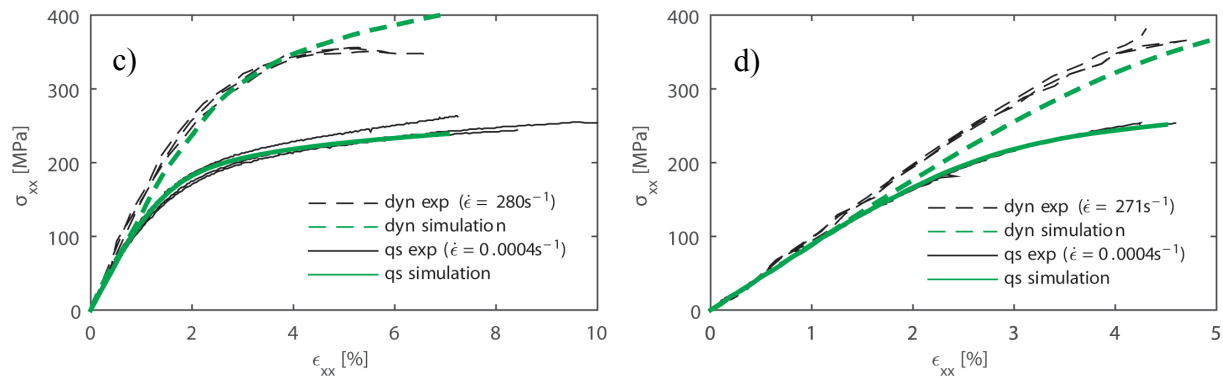 400
c)
300
200
100
0
σxx [MPa]
dyn exp (ϵ̇ = 280s⁻¹)
dyn simulation
qs exp (ϵ̇ = 0.0004s⁻¹)
qs simulation
0 2 4 6 8 10
ϵxx [%]
400
d)
300
200
100
0
σxx [MPa]
dyn exp (ϵ̇ = 271s⁻¹)
dyn simulation
qs exp (ϵ̇ = 0.0004s⁻¹)
qs simulation
0 1 2 3 4 5
ϵxx [%]